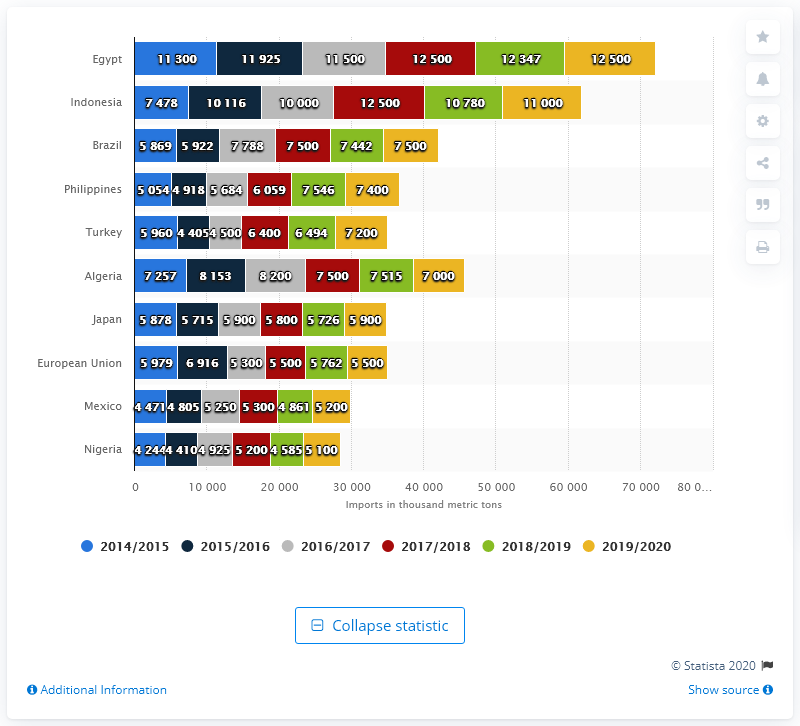 Egypt 11 300 11 925 11 500 12 500 12 347 12 500
Indonesia 7 478 10 116 10 000 12 500 10 780 11 000
Brazil 5 869 5 922 7 788 7 500 7 442 7 500
Philippines 5 054 4 918 5 684 6 059 7 546 7 400
Turkey 5 960 4 405 4 500 6 400 6 494 7 200
Algeria 7 257 8 153 8 200 7 500 7 515 7 000
Japan 5 878 5 715 5 900 5 800 5 726 5 900
European Union 5 979 6 916 5 300 5 500 5 762 5 500
Mexico 4 471 4 805 5 250 5 300 4 861 5 200
Nigeria 4 244 4 410 4 925 5 200 4 585 5 100
0 10 000 20 000 30 000 40 000 50 000 60 000 70 000 80 0...
Imports in thousand metric tons
2014/2015 2015/2016 2016/2017 2017/2018 2018/2019 2019/2020
Collapse statistic
© Statista 2020
Additional Information Show source